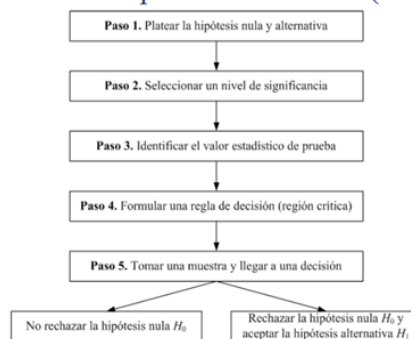 Paso 1. Platear la hipótesis nula y alternativa
Paso 2. Seleccionar un nivel de significancia
Paso 3. Identificar el valor estadístico de prueba
Paso 4. Formular una regla de decisión (región crítica)
Paso 5. Tomar una muestra y llegar a una decisión
No rechazar la hipótesis nula H₀
Rechazar la hipótesis nula H₀ y
aceptar la hipótesis alternativa H₁